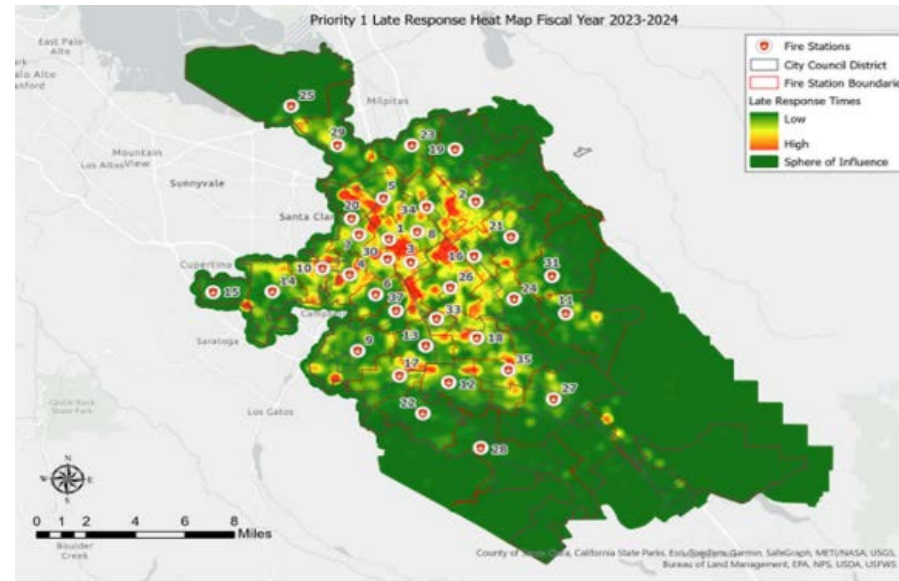 Priority 1 Late Response Heat Map Fiscal Year 2023-2024
Fire Stations
City Council District
Fire Station Boundarie
Late Response Times
Low
High
Sphere of Influence
East Palo
Alto
Mountain
View
Los Altos
Sunnyvale
Milpitas
Santa Clar
Cupertino
Saratoga
Los Gatos
Castle Rock
State Park
Boulder
Creek
25
29
23
19
5
34
2
20
7
1
8
21
30
3
16
10
4
31
15
14
6
26
24
11
37
33
9
13
18
17
12
35
27
22
28
N
E
S
W
0 1 2 4 6 8
Miles
County of Santa Clara, California State Parks, Esri, TomTom, Garmin, SafeGraph, METI/NASA, USGS,
Bureau of Land Management, EPA, NPS, USDA, USFWS